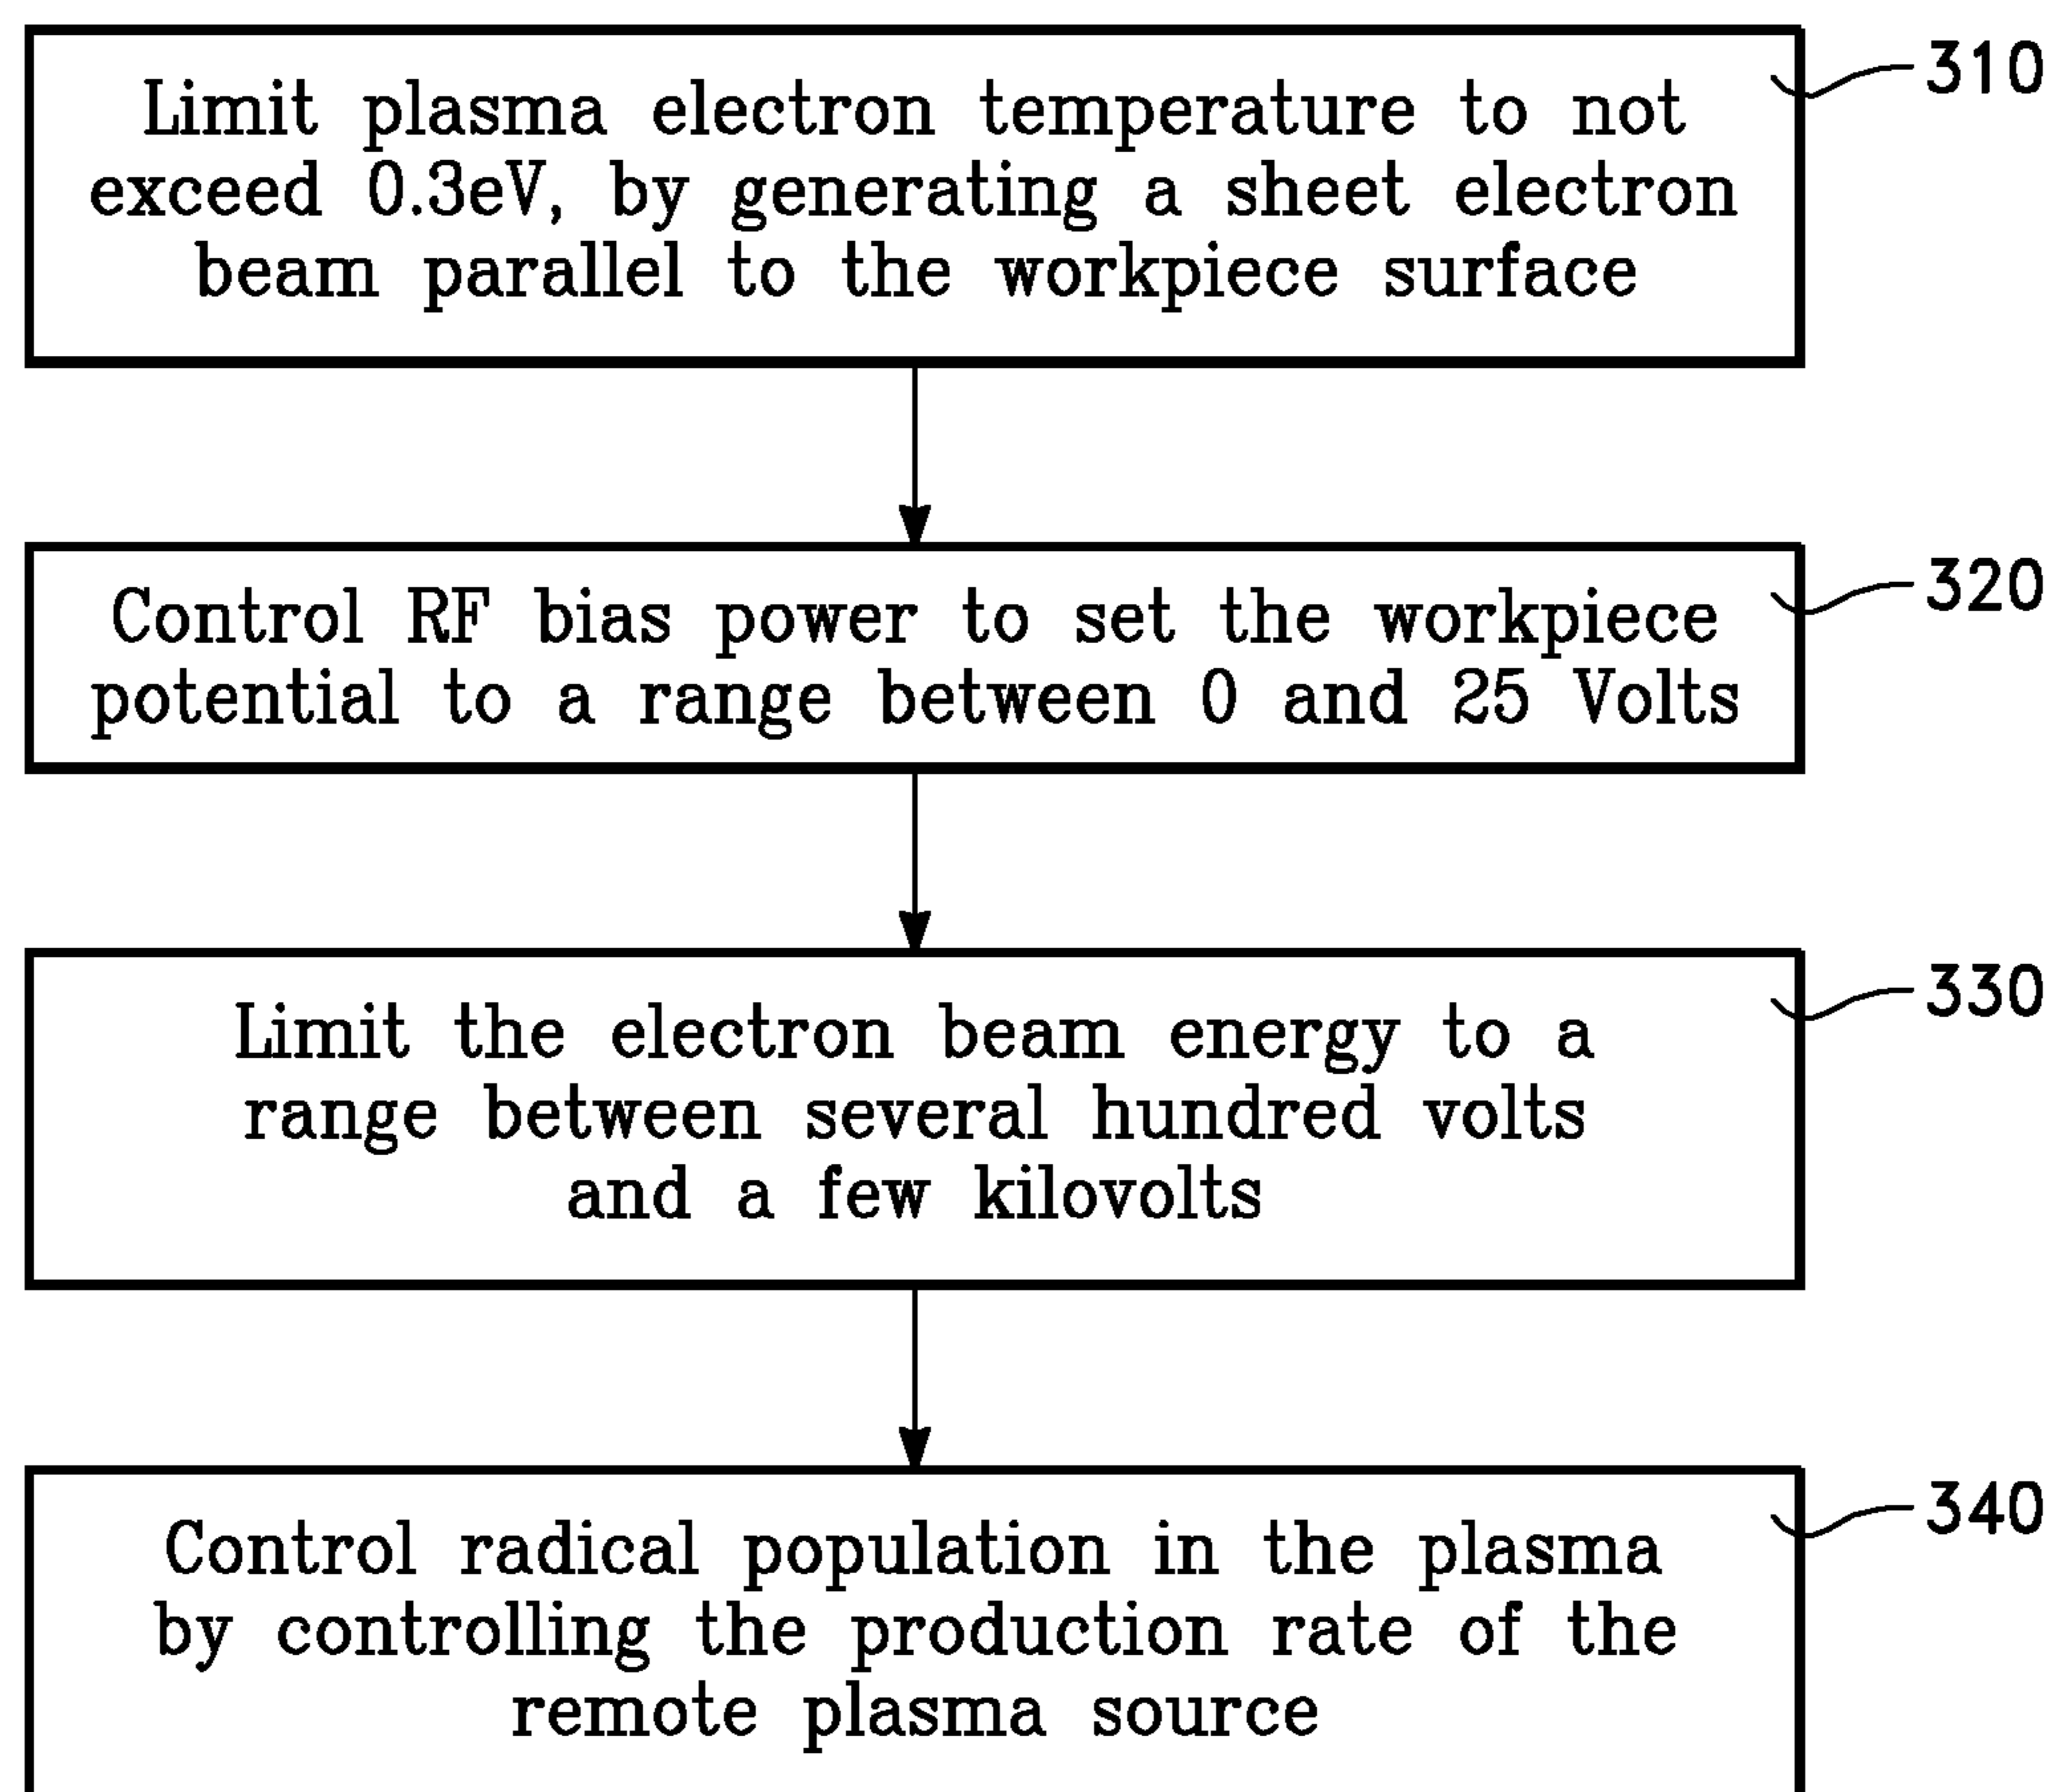 Limit plasma electron temperature to not
exceed 0.3eV, by generating a sheet electron
beam parallel to the workpiece surface
310
Control RF bias power to set the workpiece
potential to a range between 0 and 25 Volts
320
Limit the electron beam energy to a
range between several hundred volts
and a few kilovolts
330
Control radical population in the plasma
by controlling the production rate of the
remote plasma source
340